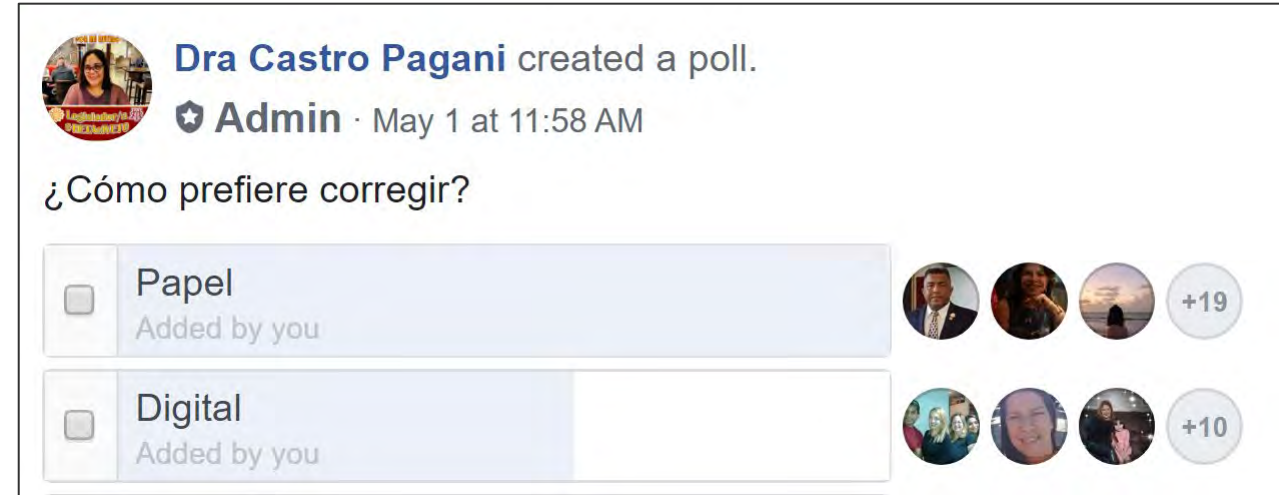 Dra Castro Pagani created a poll.
Admin · May 1 at 11:58 AM
¿Cómo prefiere corregir?
Papel
Added by you
+19
Digital
Added by you
+10